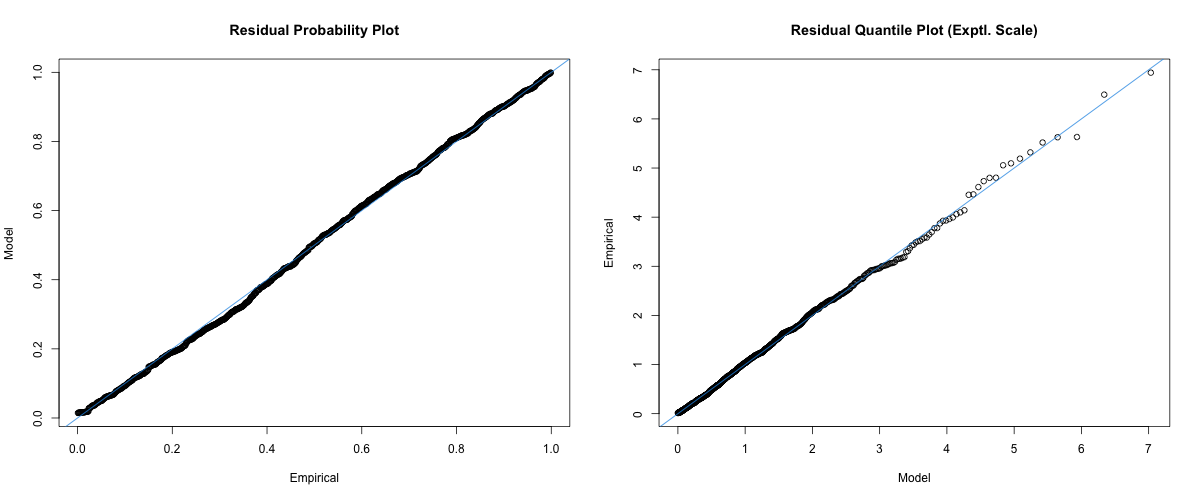 Residual Probability Plot
1.0
0.8
0.6
0.4
0.2
0.0
Model
0.0 0.2 0.4 0.6 0.8 1.0
Empirical
Residual Quantile Plot (Exptl. Scale)
7
6
5
4
3
2
1
0
Empirical
0 1 2 3 4 5 6 7
Model